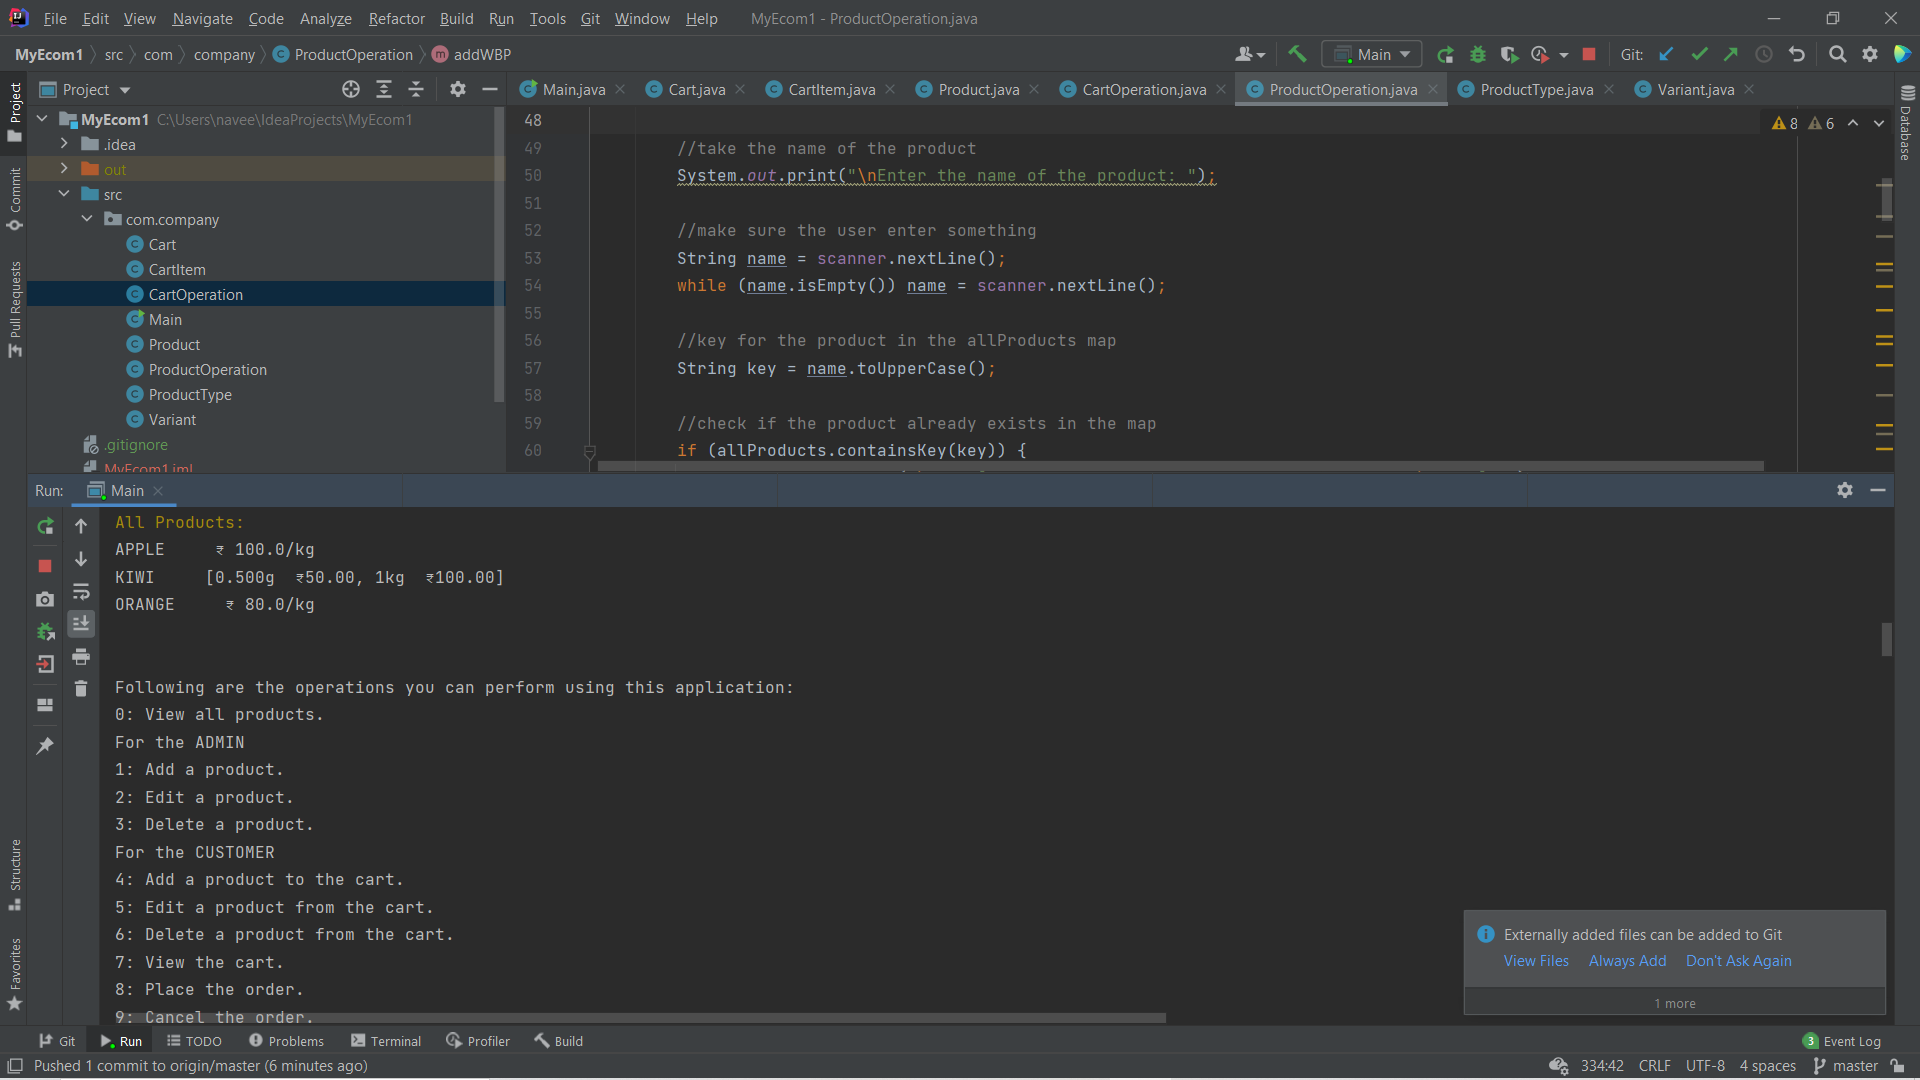 File Edit View Navigate Code Analyze Refactor Build Run Tools Git Window Help MyEcom1 - ProductOperation.java
MyEcom1 src com company ProductOperation addWBP
Main Git:
Project
Main.java Cart.java CartItem.java Product.java CartOperation.java ProductOperation.java ProductType.java Variant.java
Project
Commit
Pull Requests
Structure
Favorites
Database
MyEcom1 C:\Users\navee\IdeaProjects\MyEcom1
.idea
out
src
com.company
Cart
CartItem
CartOperation
Main
Product
ProductOperation
ProductType
Variant
.gitignore
MyEcom1.iml
8 6
48
49 //take the name of the product
50 System.out.print("\nEnter the name of the product: ");
51
52 //make sure the user enter something
53 String name = scanner.nextLine();
54 while (name.isEmpty()) name = scanner.nextLine();
55
56 //key for the product in the allProducts map
57 String key = name.toUpperCase();
58
59 //check if the product already exists in the map
60 if (allProducts.containsKey(key)) {
Run: Main
All Products:
APPLE ₹ 100.0/kg
KIWI [0.500g ₹50.00, 1kg ₹100.00]
ORANGE ₹ 80.0/kg
Following are the operations you can perform using this application:
0: View all products.
For the ADMIN
1: Add a product.
2: Edit a product.
3: Delete a product.
For the CUSTOMER
4: Add a product to the cart.
5: Edit a product from the cart.
6: Delete a product from the cart.
7: View the cart.
8: Place the order.
9: Cancel the order.
Externally added files can be added to Git
View Files Always Add Don't Ask Again
1 more
Git Run TODO Problems Terminal Profiler Build 3 Event Log
Pushed 1 commit to origin/master (6 minutes ago) 334:42 CRLF UTF-8 4 spaces master